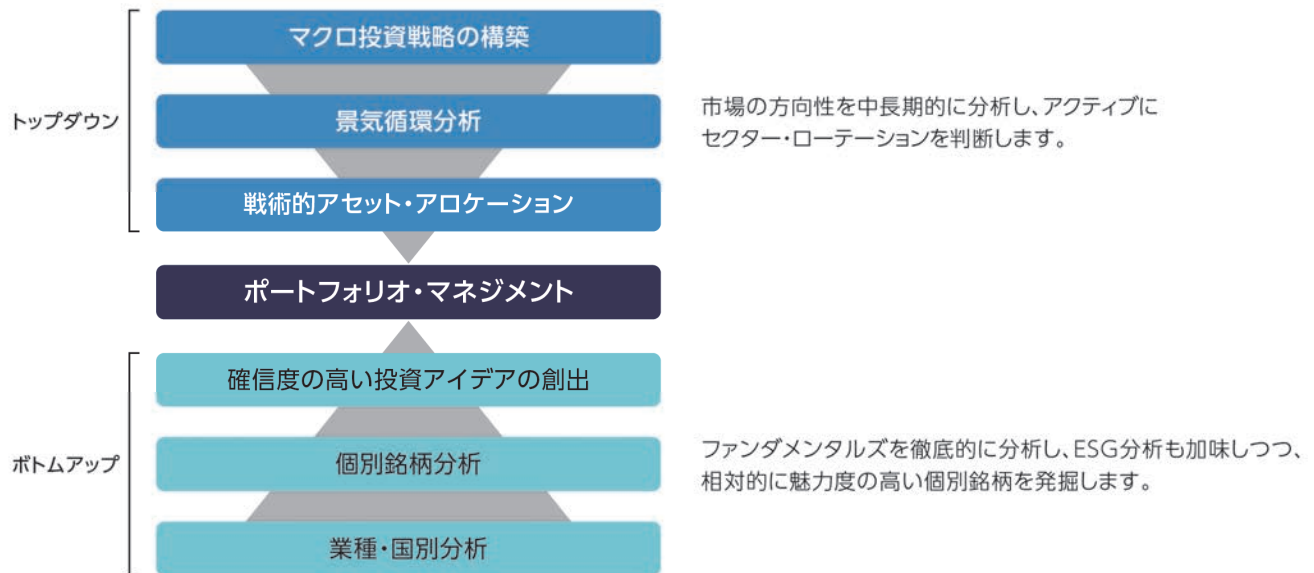 マクロ投資戦略の構築
トップダウン
景気循環分析
市場の方向性を中長期的に分析し、アクティブに
セクター・ローテーションを判断します。
戦術的アセット・アロケーション
ポートフォリオ・マネジメント
確信度の高い投資アイデアの創出
ボトムアップ
個別銘柄分析
ファンダメンタルズを徹底的に分析し、ESG分析も加味しつつ、
相対的に魅力度の高い個別銘柄を発掘します。
業種・国別分析